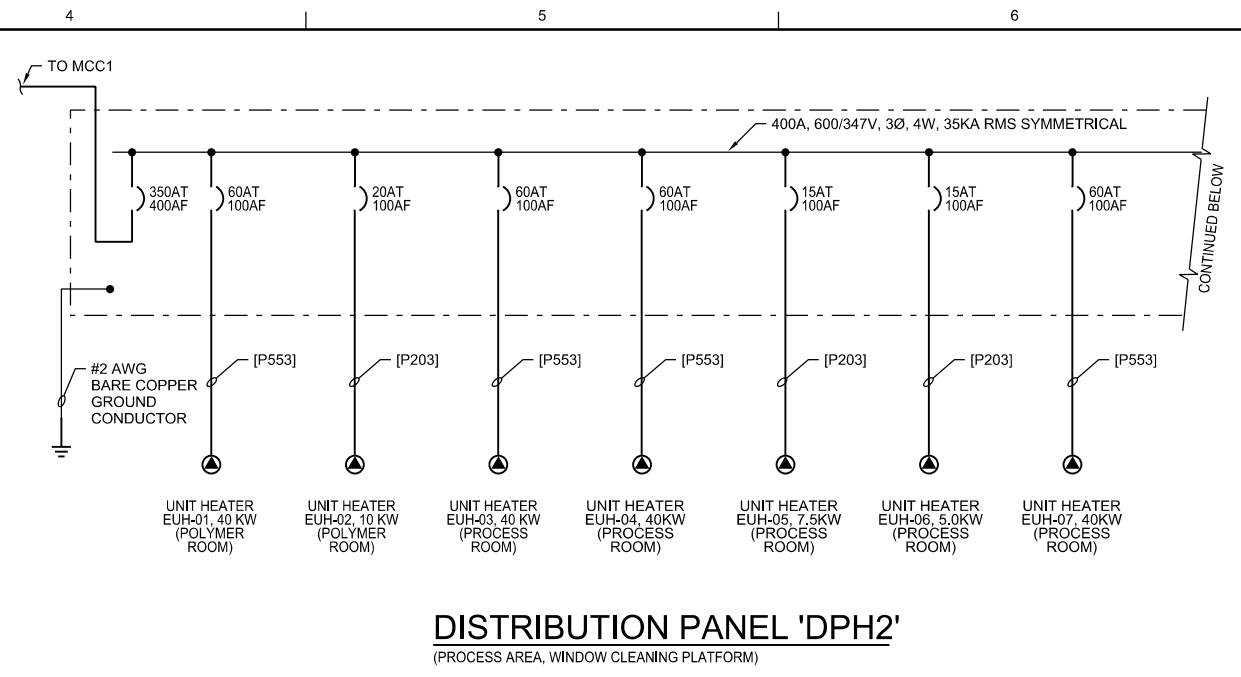 4
5
6
TO MCC1
400A, 600/347V, 3Ø, 4W, 35KA RMS SYMMETRICAL
350AT
400AF
60AT
100AF
20AT
100AF
60AT
100AF
60AT
100AF
15AT
100AF
15AT
100AF
60AT
100AF
CONTINUED BELOW
#2 AWG
BARE COPPER
GROUND
CONDUCTOR
[P553]
[P203]
[P553]
[P553]
[P203]
[P203]
[P553]
UNIT HEATER
EUH-01, 40 KW
(POLYMER
ROOM)
UNIT HEATER
EUH-02, 10 KW
(POLYMER
ROOM)
UNIT HEATER
EUH-03, 40 KW
(PROCESS
ROOM)
UNIT HEATER
EUH-04, 40KW
(PROCESS
ROOM)
UNIT HEATER
EUH-05, 7.5KW
(PROCESS
ROOM)
UNIT HEATER
EUH-06, 5.0KW
(PROCESS
ROOM)
UNIT HEATER
EUH-07, 40KW
(PROCESS
ROOM)
DISTRIBUTION PANEL 'DPH2'
(PROCESS AREA, WINDOW CLEANING PLATFORM)